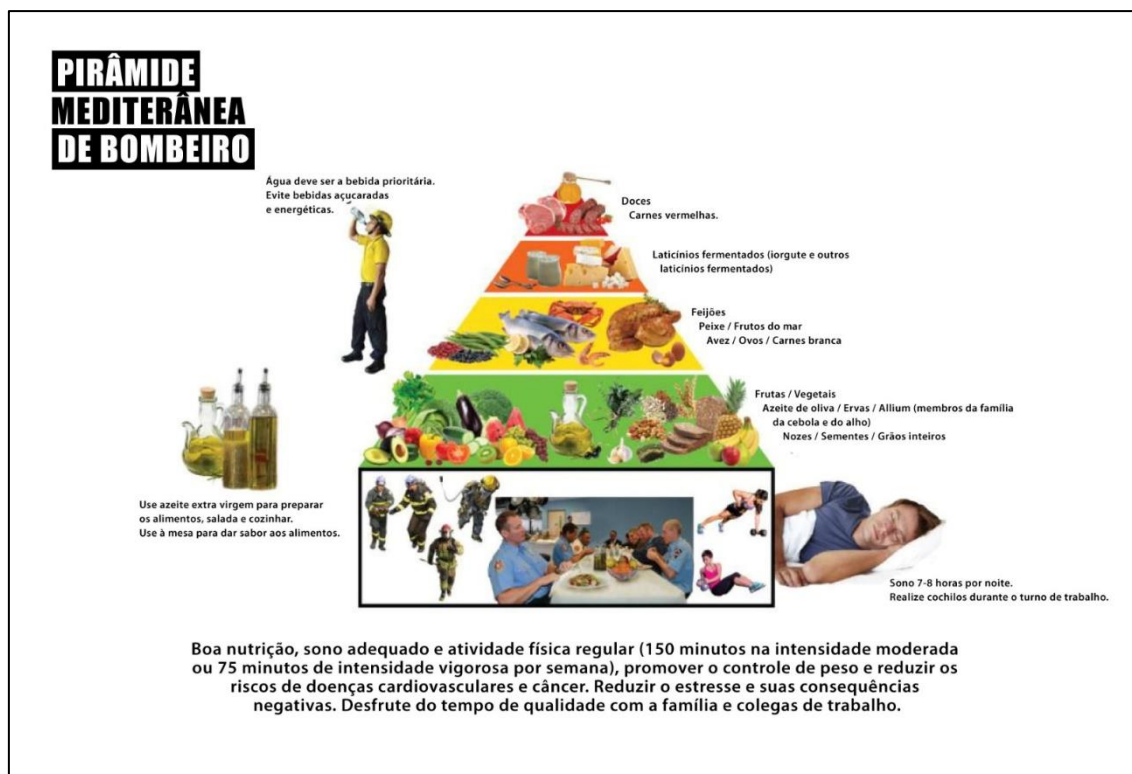 PIRÂMIDE
MEDITERÂNEA
DE BOMBEIRO
Água deve ser a bebida prioritária.
Evite bebidas açucaradas
e energéticas.
Doces
Carnes vermelhas.
Laticínios fermentados (iorgute e outros
laticínios fermentados)
Feijões
Peixe / Frutos do mar
Avez / Ovos / Carnes branca
Frutas / Vegetais
Azeite de oliva / Ervas / Allium (membros da família
da cebola e do alho)
Nozes / Sementes / Grãos inteiros
Use azeite extra virgem para preparar
os alimentos, salada e cozinhar.
Use à mesa para dar sabor aos alimentos.
Sono 7-8 horas por noite.
Realize cochilos durante o turno de trabalho.
Boa nutrição, sono adequado e atividade física regular (150 minutos na intensidade moderada
ou 75 minutos de intensidade vigorosa por semana), promover o controle de peso e reduzir os
riscos de doenças cardiovasculares e câncer. Reduzir o estresse e suas consequências
negativas. Desfrute do tempo de qualidade com a família e colegas de trabalho.